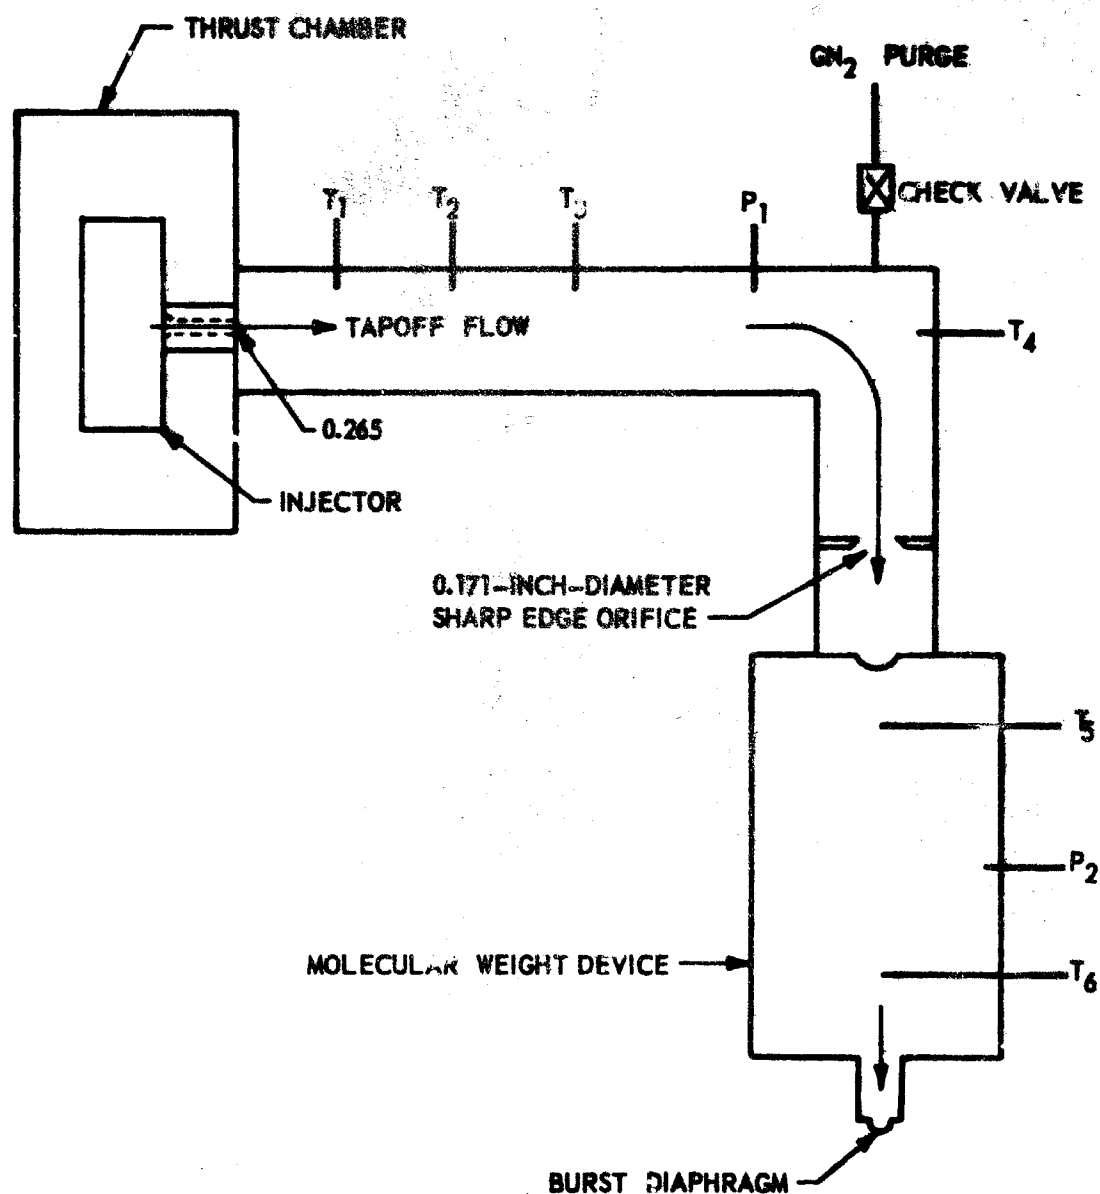 THRUST CHAMBER
GN2 PURGE
CHECK VALVE
T1
T2
T3
P1
T4
TAPOFF FLOW
0.265
INJECTOR
0.171-INCH-DIAMETER
SHARP EDGE ORIFICE
T5
P2
MOLECULAR WEIGHT DEVICE
T6
BURST DIAPHRAGM